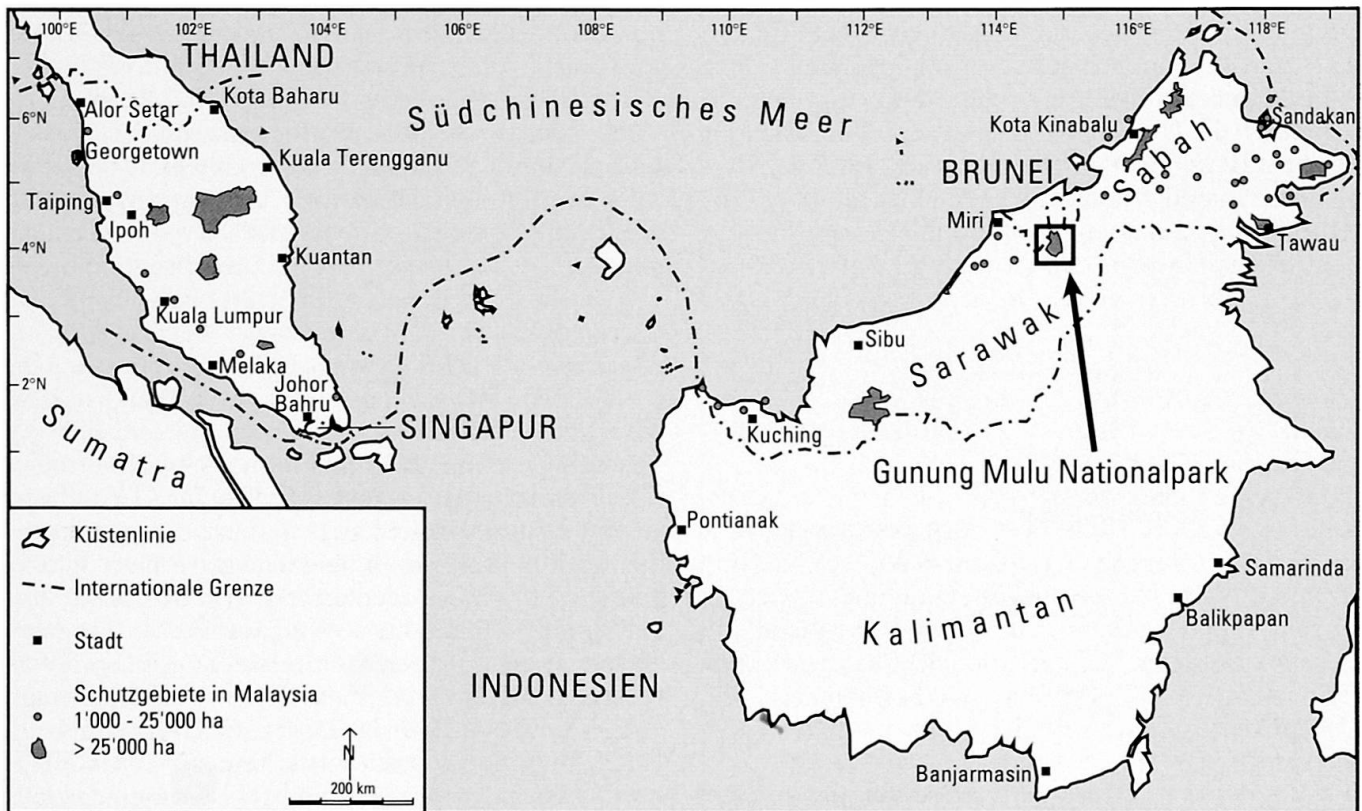 100°E
102°E
104°E
106°E
108°E
110°E
112°E
114°E
116°E
118°E
6°N
4°N
2°N
THAILAND
Alor Setar
Kota Baharu
Georgetown
Kuala Terengganu
Taiping
Ipoh
Kuantan
Kuala Lumpur
Melaka
Johor
Bahru
SINGAPUR
Sumatra
Südchinesisches Meer
Kota Kinabalu
Sandakan
BRUNEI
Sabah
Miri
Tawau
Sibu
Sarawak
Kuching
Gunung Mulu Nationalpark
Pontianak
Samarinda
Kalimantan
Balikpapan
INDONESIEN
Banjarmasin
Küstenlinie
Internationale Grenze
Stadt
Schutzgebiete in Malaysia
1'000 - 25'000 ha
> 25'000 ha
N
200 km